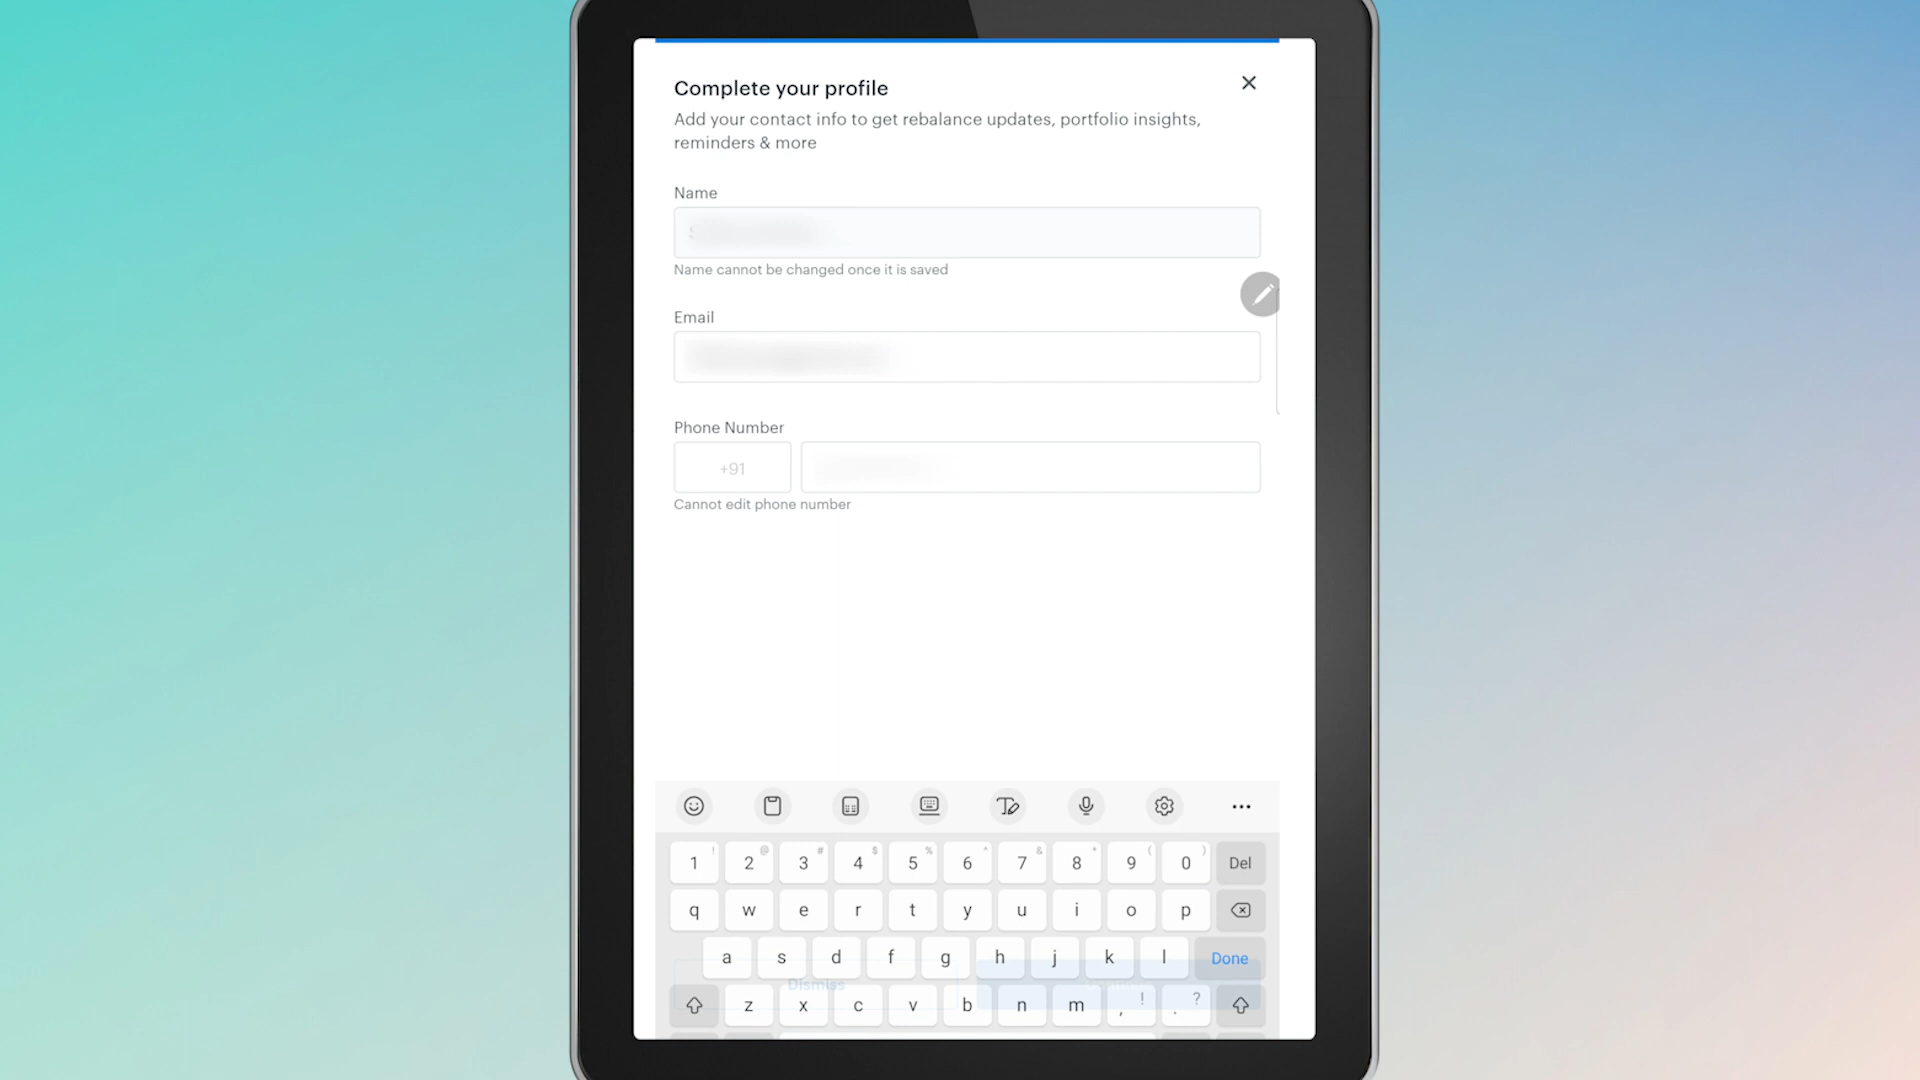 Complete your profile
Add your contact info to get rebalance updates, portfolio insights,
reminders & more
Name
Name cannot be changed once it is saved
Email
Phone Number
+91
Cannot edit phone number
1 ! 2 @ 3 # 4 $ 5 % 6 ^ 7 & 8 * 9 ( 0 ) Del
q w e r t y u i o p
a s d f g h j k l Done
Dismiss
z x c v b n m , ! . ?